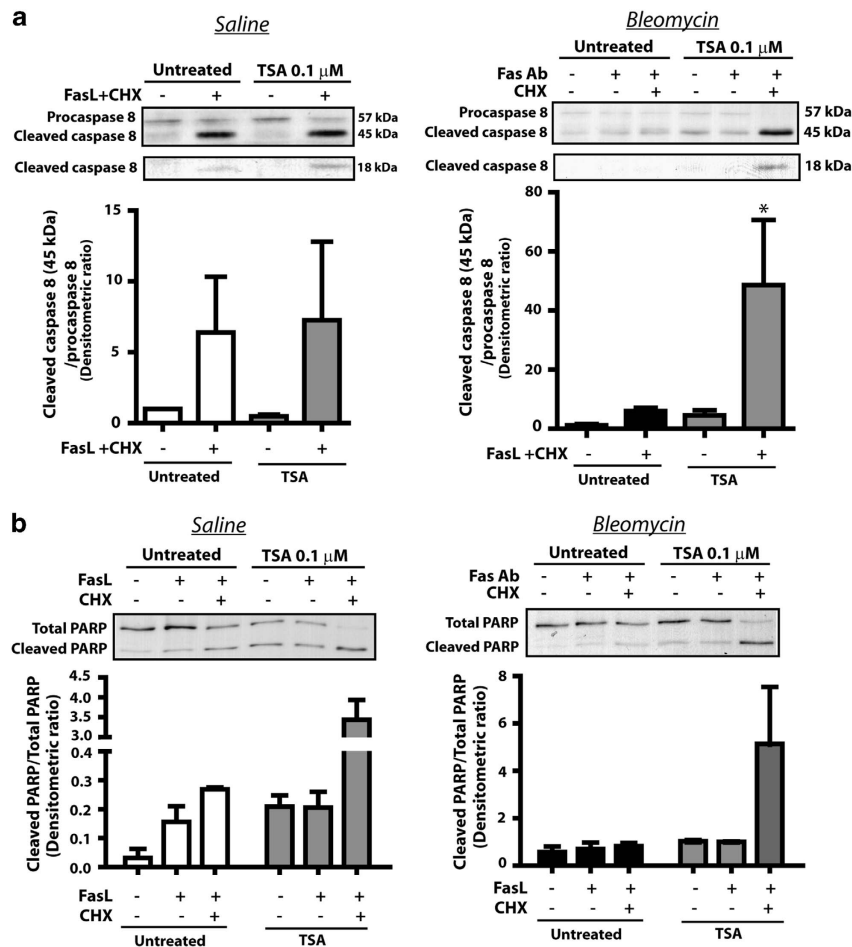 a
Saline
Untreated TSA 0.1 μM
FasL+CHX - + - +
Procaspase 8 57 kDa
Cleaved caspase 8 45 kDa
Cleaved caspase 8 18 kDa
Cleaved caspase 8 (45 kDa)
/procaspase 8
(Densitometric ratio)
15
10
5
0
FasL +CHX - + - +
Untreated TSA
Bleomycin
Untreated TSA 0.1 μM
Fas Ab - + + - + +
CHX - - + - - +
Procaspase 8 57 kDa
Cleaved caspase 8 45 kDa
Cleaved caspase 8 18 kDa
Cleaved caspase 8 (45 kDa)
/procaspase 8
(Densitometric ratio)
80
60
40
20
0
*
FasL +CHX - + - +
Untreated TSA
b
Saline
Untreated TSA 0.1 μM
FasL - + + - + +
CHX - - + - - +
Total PARP
Cleaved PARP
Cleaved PARP/Total PARP
(Densitometric ratio)
4.5
4.0
3.5
3.0
0.4
0.3
0.2
0.1
0.0
FasL - + + - + +
CHX - - + - - +
Untreated TSA
Bleomycin
Untreated TSA 0.1 μM
Fas Ab - + + - + +
CHX - - + - - +
Total PARP
Cleaved PARP
Cleaved PARP/Total PARP
(Densitometric ratio)
8
6
4
2
0
FasL - + + - + +
CHX - - + - - +
Untreated TSA